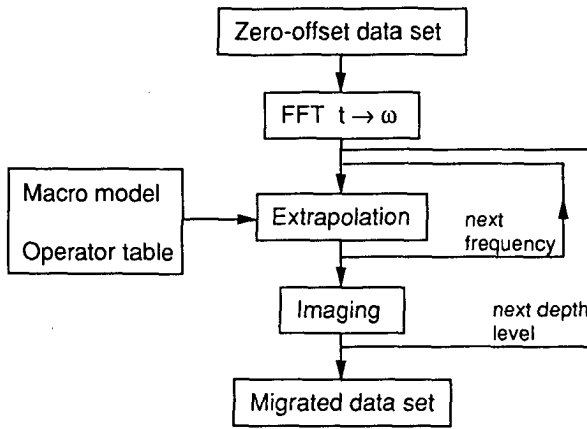 Zero-offset data set
FFT t → ω
Macro model
Operator table
Extrapolation
next
frequency
Imaging
next depth
level
Migrated data set